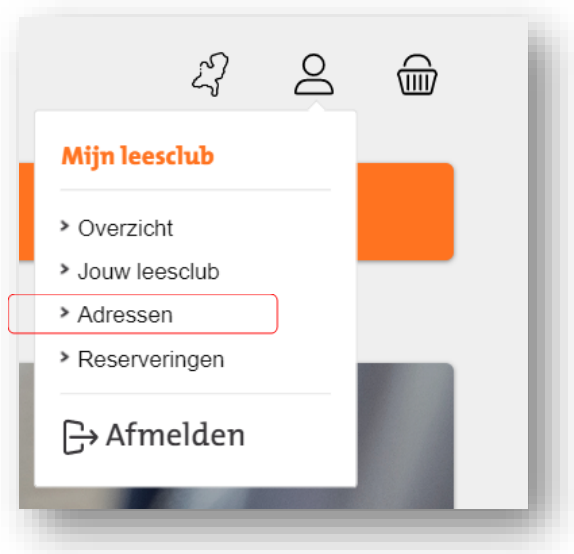 Mijn leesclub
Overzicht
Jouw leesclub
Adressen
Reserveringen
Afmelden